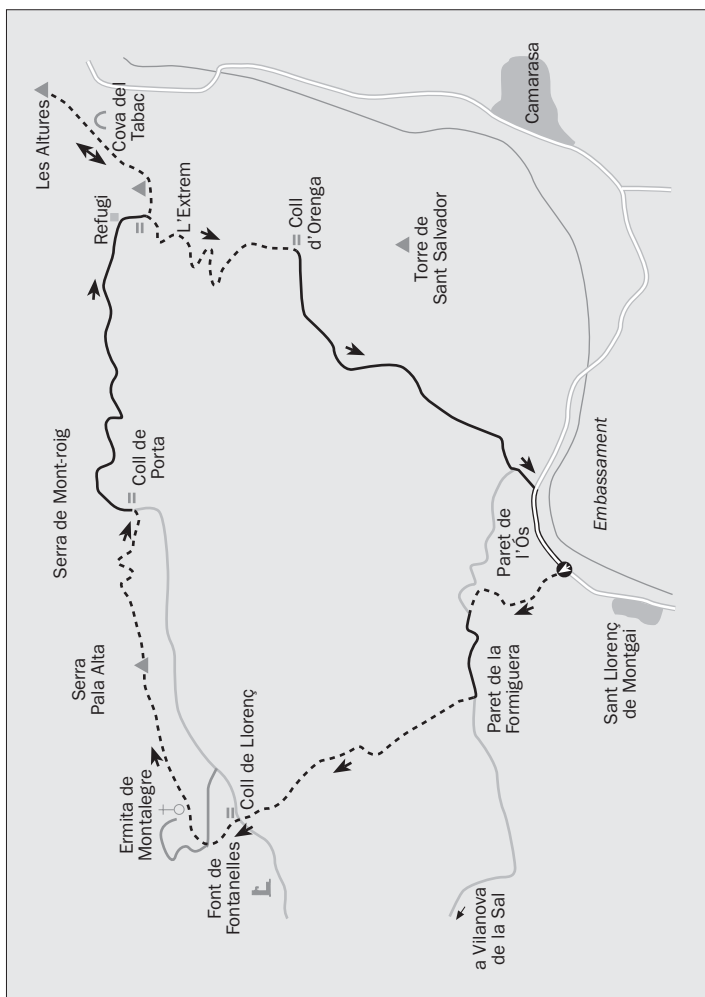 Les Altures
Cova del
Tabac
Refugi
L'Extrem
Coll
d'Orenga
Camarasa
Torre de
Sant Salvador
Serra de Mont-roig
Coll de
Porta
Serra
Pala Alta
Ermita de
Montalegre
Coll de Llorenç
Font de
Fontanelles
Paret de
l'Ós
Embassament
Paret de la
Formiguera
Sant Llorenç
de Montgai
a Vilanova
de la Sal